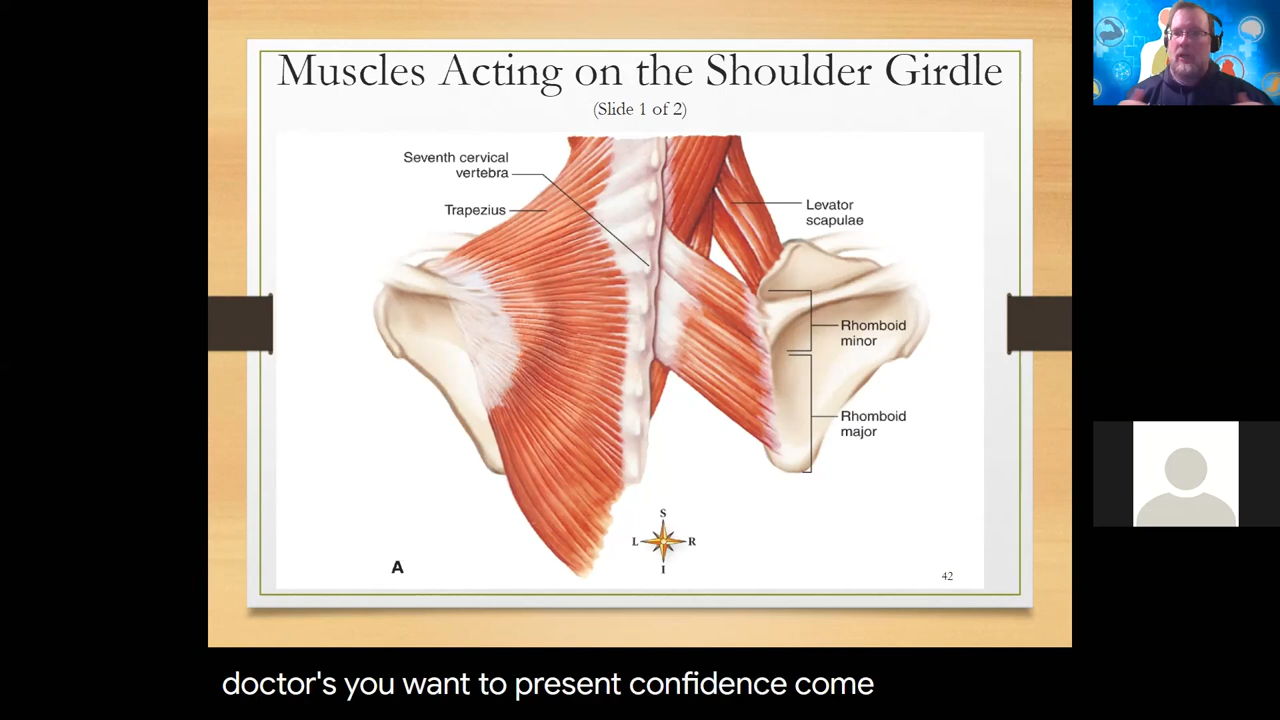 Muscles Acting on the Shoulder Girdle
(Slide 1 of 2)
Seventh cervical
vertebra
Trapezius
Levator
scapulae
Rhomboid
minor
Rhomboid
major
S
L R
I
A
42
doctor's you want to present confidence come